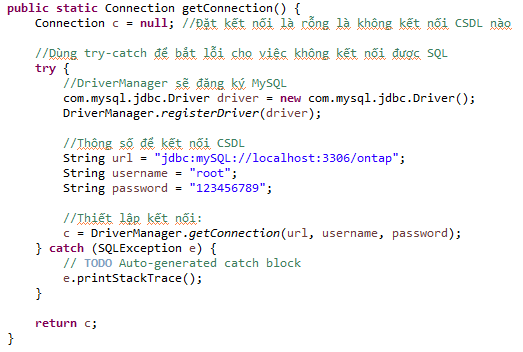 public static Connection getConnection() {
    Connection c = null; //Đặt kết nối là rỗng là không kết nối CSDL nào

    //Dùng try-catch để bắt lỗi cho việc không kết nối được SQL
    try {
        //DriverManager sẽ đăng ký MySQL
        com.mysql.jdbc.Driver driver = new com.mysql.jdbc.Driver();
        DriverManager.registerDriver(driver);

        //Thông số để kết nối CSDL
        String url = "jdbc:mySQL://localhost:3306/ontap";
        String username = "root";
        String password = "123456789";

        //Thiết lập kết nối:
        c = DriverManager.getConnection(url, username, password);
    } catch (SQLException e) {
        // TODO Auto-generated catch block
        e.printStackTrace();
    }

    return c;
}